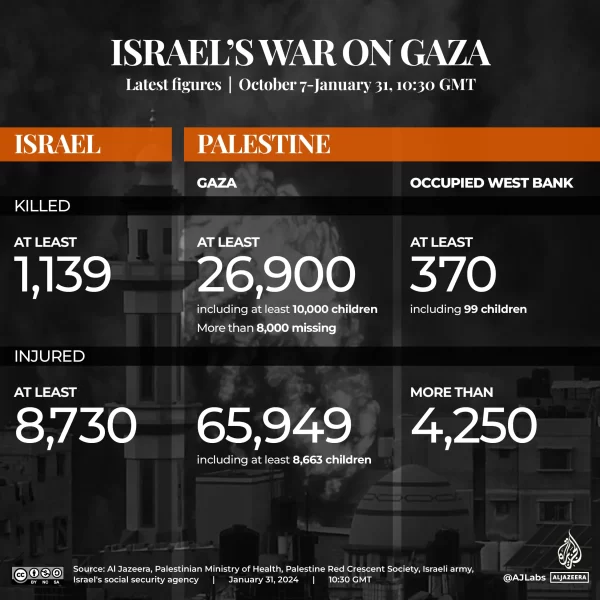 ISRAEL'S WAR ON GAZA
Latest figures | October 7-January 31, 10:30 GMT
ISRAEL
PALESTINE
GAZA
OCCUPIED WEST BANK
KILLED
AT LEAST
1,139
AT LEAST
26,900
including at least 10,000 children
More than 8,000 missing
AT LEAST
370
including 99 children
INJURED
AT LEAST
8,730
65,949
including at least 8,663 children
MORE THAN
4,250
CC BY NC SA
Source: Al Jazeera, Palestinian Ministry of Health, Palestine Red Crescent Society, Israeli army,
Israel's social security agency | January 31, 2024 | 10:30 GMT
@AJLabs
ALJAZEERA